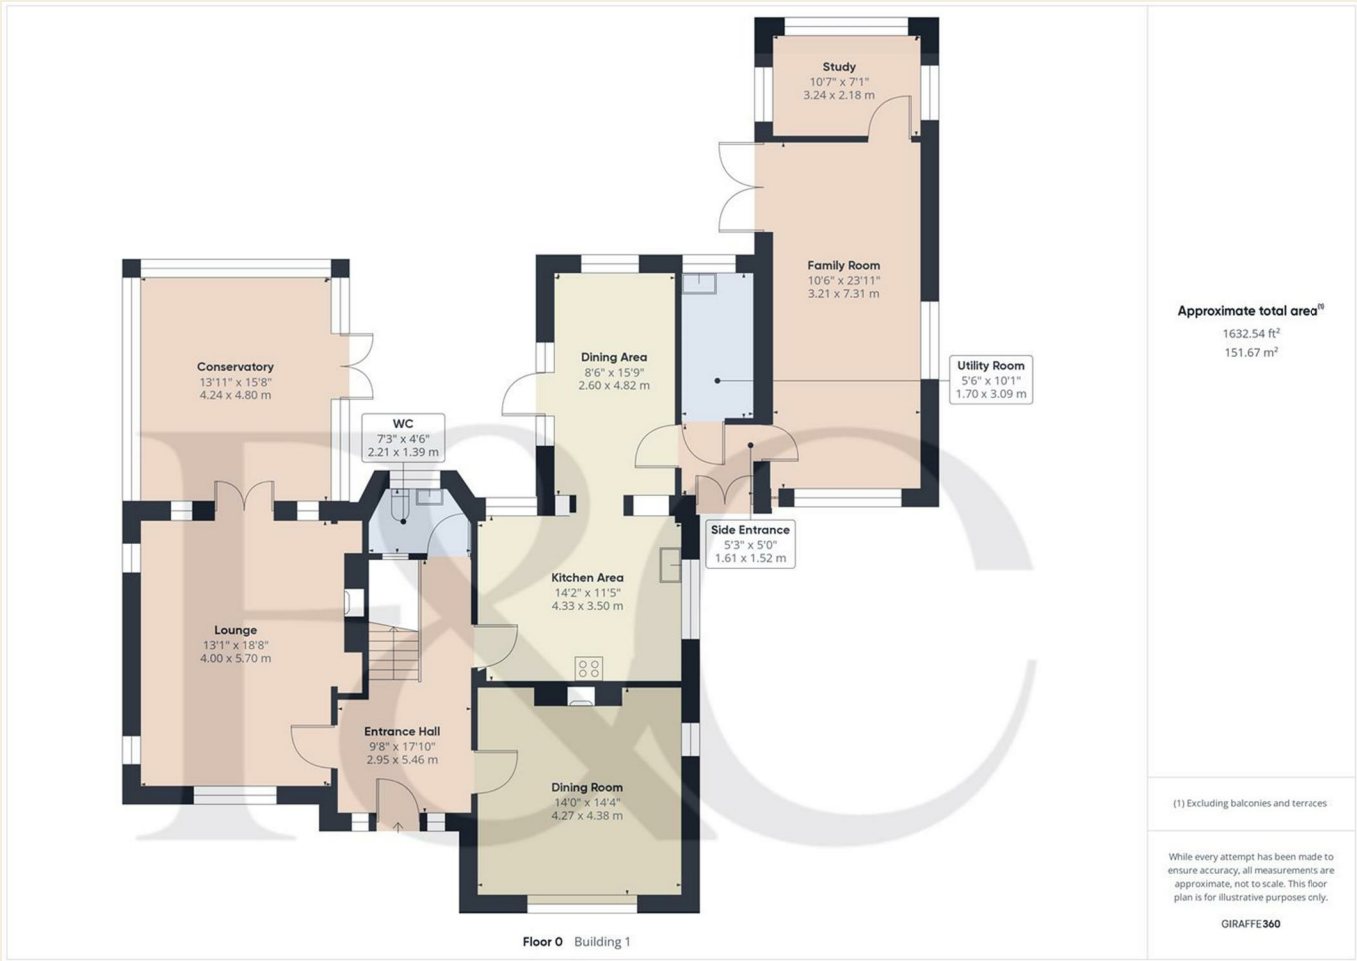 Study
10'7" x 7'1"
3.24 x 2.18 m
Family Room
10'6" x 23'11"
3.21 x 7.31 m
Conservatory
13'11" x 15'8"
4.24 x 4.80 m
Dining Area
8'6" x 15'9"
2.60 x 4.82 m
Utility Room
5'6" x 10'1"
1.70 x 3.09 m
WC
7'3" x 4'6"
2.21 x 1.39 m
Side Entrance
5'3" x 5'0"
1.61 x 1.52 m
Kitchen Area
14'2" x 11'5"
4.33 x 3.50 m
Lounge
13'1" x 18'8"
4.00 x 5.70 m
Entrance Hall
9'8" x 17'10"
2.95 x 5.46 m
Dining Room
14'0" x 14'4"
4.27 x 4.38 m
F&C
Floor 0 Building 1
Approximate total area(1)
1632.54 ft²
151.67 m²
(1) Excluding balconies and terraces
While every attempt has been made to
ensure accuracy, all measurements are
approximate, not to scale. This floor
plan is for illustrative purposes only.
GIRAFFE360